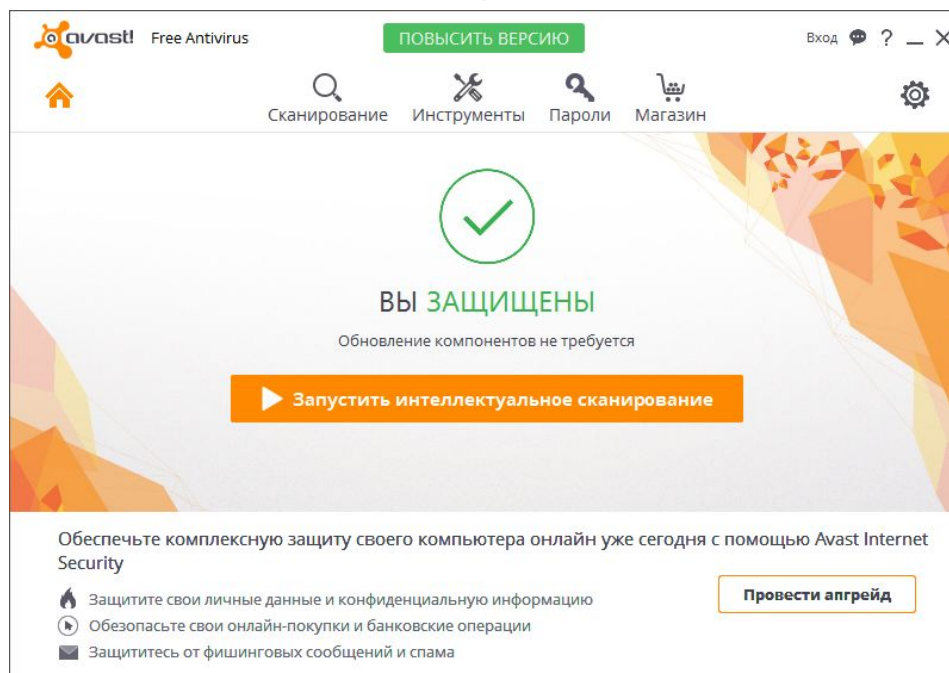 avast! Free Antivirus ПОВЫСИТЬ ВЕРСИЮ Вход ?
Сканирование Инструменты Пароли Магазин
ВЫ ЗАЩИЩЕНЫ
Обновление компонентов не требуется
Запустить интеллектуальное сканирование
Обеспечьте комплексную защиту своего компьютера онлайн уже сегодня с помощью Avast Internet
Security
Защитите свои личные данные и конфиденциальную информацию
Провести апгрейд
Обезопасьте свои онлайн-покупки и банковские операции
Защититесь от фишинговых сообщений и спама